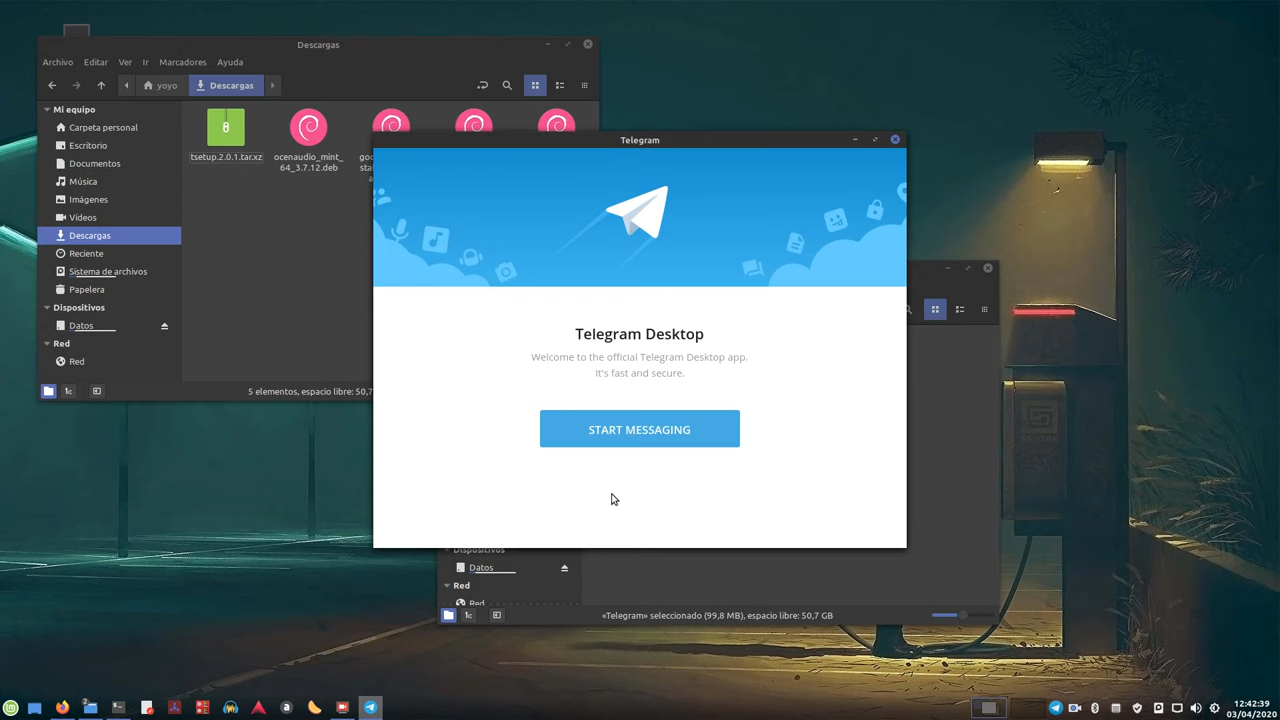 Descargas
Archivo Editar Ver Ir Marcadores Ayuda
yoyo Descargas
Mi equipo
Carpeta personal
Escritorio
Documentos
Música
Imágenes
Vídeos
Descargas
Reciente
Sistema de archivos
Papelera
Dispositivos
Datos
Red
Red
tsetup.2.0.1.tar.xz
ocenaudio_mint_
64_3.7.12.deb
5 elementos, espacio libre: 50,7
Telegram
Telegram Desktop
Welcome to the official Telegram Desktop app.
It's fast and secure.
START MESSAGING
Dispositivos
Datos
Red
Red
«Telegram» seleccionado (99,8 MB), espacio libre: 50,7 GB
12:42:39
03/04/2020